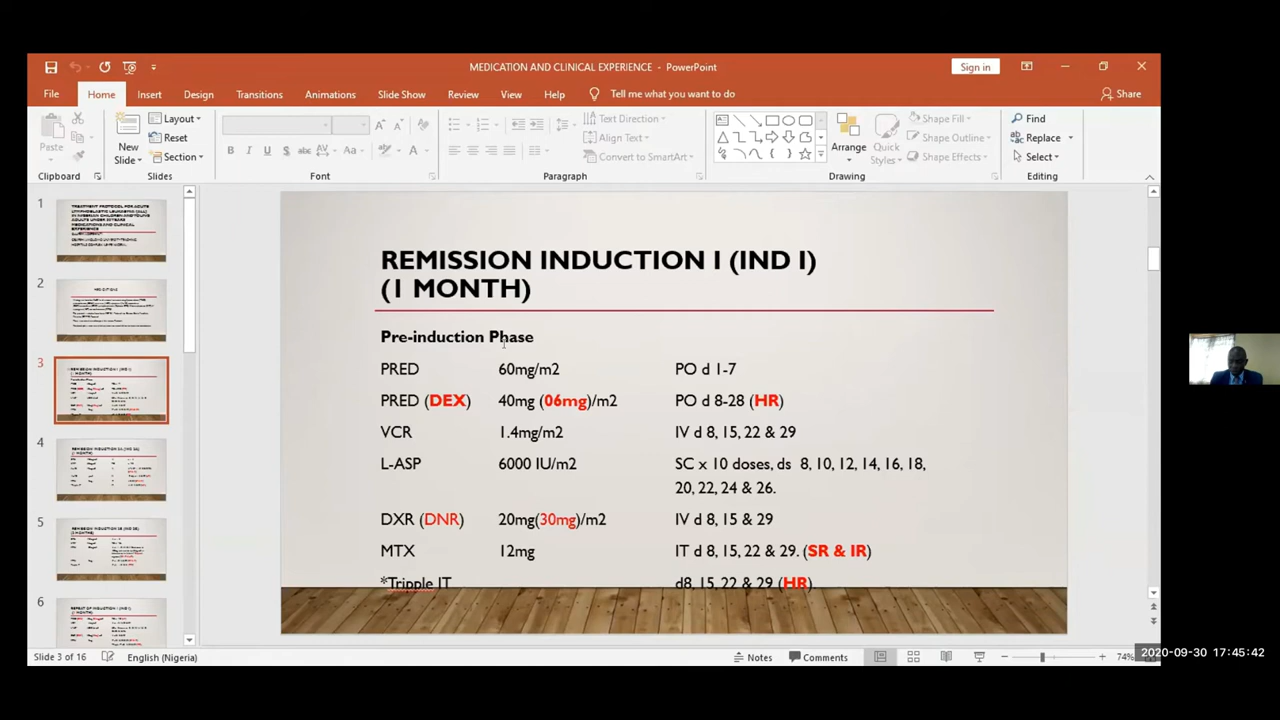 MEDICATION AND CLINICAL EXPERIENCE - PowerPoint
Sign in
File Home Insert Design Transitions Animations Slide Show Review View Help Tell me what you want to do Share
Paste
New Slide
Layout
Reset
Section
Text Direction
Align Text
Convert to SmartArt
Arrange
Quick Styles
Shape Fill
Shape Outline
Shape Effects
Find
Replace
Select
Clipboard Slides Font Paragraph Drawing Editing
1
2
3
4
5
6
REMISSION INDUCTION I (IND I)
(1 MONTH)
Pre-induction Phase
PRED 60mg/m2 PO d 1-7
PRED (DEX) 40mg (06mg)/m2 PO d 8-28 (HR)
VCR 1.4mg/m2 IV d 8, 15, 22 & 29
L-ASP 6000 IU/m2 SC x 10 doses, ds 8, 10, 12, 14, 16, 18,
20, 22, 24 & 26.
DXR (DNR) 20mg(30mg)/m2 IV d 8, 15 & 29
MTX 12mg IT d 8, 15, 22 & 29. (SR & IR)
*Tripple IT d8, 15, 22 & 29 (HR).
Slide 3 of 16 English (Nigeria) Notes Comments 74%
2020-09-30 17:45:42